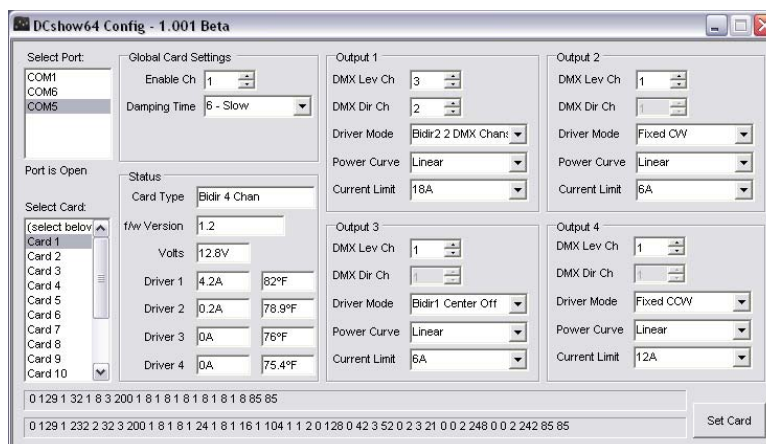 DCshow64 Config - 1.001 Beta
Select Port:
COM1
COM6
COM5
Port is Open
Select Card:
(select below
Card 1
Card 2
Card 3
Card 4
Card 5
Card 6
Card 7
Card 8
Card 9
Card 10
Global Card Settings
Enable Ch 1
Damping Time 6 - Slow
Status
Card Type Bidir 4 Chan
f/w Version 1.2
Volts 12.8V
Driver 1 4.2A 82°F
Driver 2 0.2A 78.9°F
Driver 3 0A 76°F
Driver 4 0A 75.4°F
Output 1
DMX Lev Ch 3
DMX Dir Ch 2
Driver Mode Bidir2 2 DMX Chans
Power Curve Linear
Current Limit 18A
Output 2
DMX Lev Ch 1
DMX Dir Ch 1
Driver Mode Fixed CW
Power Curve Linear
Current Limit 6A
Output 3
DMX Lev Ch 1
DMX Dir Ch 1
Driver Mode Bidir1 Center Off
Power Curve Linear
Current Limit 6A
Output 4
DMX Lev Ch 1
DMX Dir Ch 1
Driver Mode Fixed CCW
Power Curve Linear
Current Limit 12A
0 129 1 32 1 8 3 200 1 8 1 8 1 8 1 8 1 8 1 8 85 85
0 129 1 232 2 32 3 200 1 8 1 8 1 24 1 8 1 16 1 104 1 1 2 0 128 0 42 3 52 0 2 3 21 0 0 2 248 0 0 2 242 85 85
Set Card